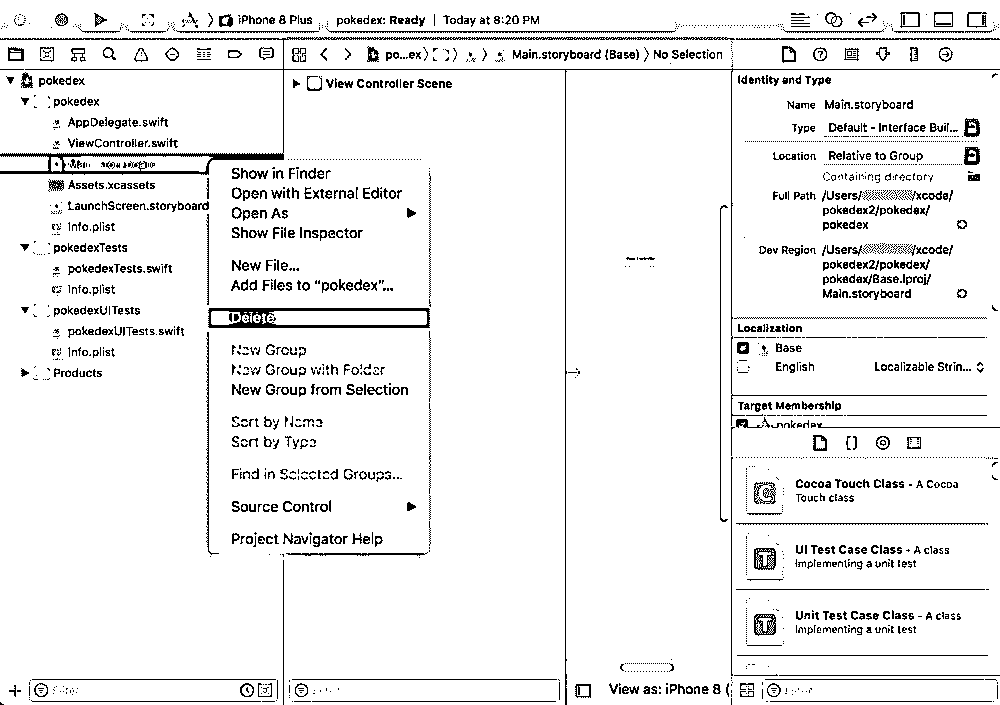 iPhone 8 Plus
pokedex: Ready | Today at 8:20 PM
po...ex) Main.storyboard (Base) No Selection
pokedex
pokedex
AppDelegate.swift
ViewController.swift
Assets.xcassets
LaunchScreen.storyboard
Info.plist
pokedexTests
pokedexTests.swift
Info.plist
pokedexUITests
pokedexUITests.swift
Info.plist
Products
Filter
Show in Finder
Open with External Editor
Open As
Show File Inspector
New File...
Add Files to “pokedex”...
Delete
New Group
New Group with Folder
New Group from Selection
Sort by Name
Sort by Type
Find in Selected Groups...
Source Control
Project Navigator Help
View Controller Scene
View as: iPhone 8 (
Identity and Type
Name Main.storyboard
Type Default - Interface Buil...
Location Relative to Group
Containing directory
Full Path /Users/ /xcode/
pokedex2/pokedex/
pokedex
Dev Region /Users/ /xcode/
pokedex2/pokedex/
pokedex/Base.lproj/
Main.storyboard
Localization
Base
English Localizable Strin...
Target Membership
pokedex
Cocoa Touch Class - A Cocoa
Touch class
UI Test Case Class - A class
implementing a unit test
Unit Test Case Class - A class
implementing a unit test